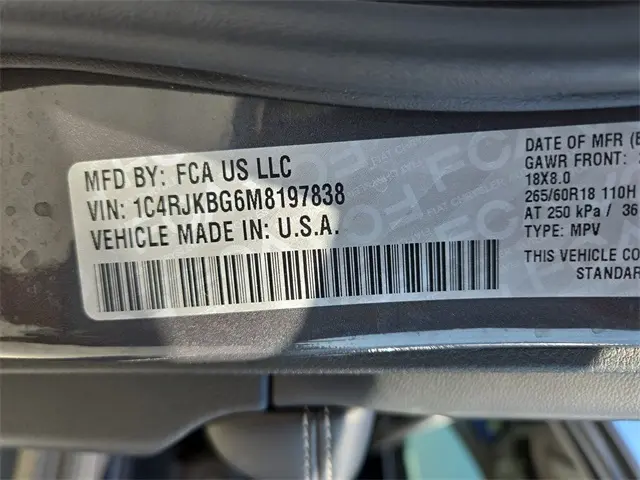 MFD BY: FCA US LLC
VIN: 1C4RJKBG6M8197838
VEHICLE MADE IN: U.S.A.
DATE OF MFR
GAWR FRONT:
18X8.0
265/60R18 110H
AT 250 kPa / 36
TYPE: MPV
THIS VEHICLE
STANDAR